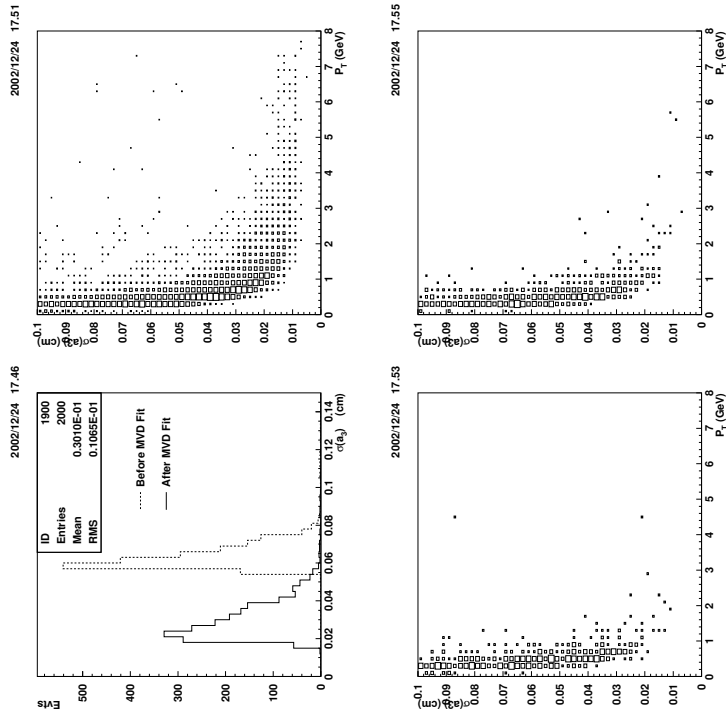 2002/12/24 17.46
Evts
500
400
300
200
100
0
ID 1900
Entries 2000
Mean 0.3010E-01
RMS 0.1065E-01
Before MVD Fit
After MVD Fit
0 0.02 0.04 0.06 0.08 0.1 0.12 0.14
σ(a₃) (cm)
2002/12/24 17.51
σ(a3) (cm)
0.1
0.09
0.08
0.07
0.06
0.05
0.04
0.03
0.02
0.01
0
0 1 2 3 4 5 6 7 8
P_T (GeV)
2002/12/24 17.53
σ(a3) (cm)
0.1
0.09
0.08
0.07
0.06
0.05
0.04
0.03
0.02
0.01
0
0 1 2 3 4 5 6 7 8
P_T (GeV)
2002/12/24 17.55
σ(a3) (cm)
0.1
0.09
0.08
0.07
0.06
0.05
0.04
0.03
0.02
0.01
0
0 1 2 3 4 5 6 7 8
P_T (GeV)